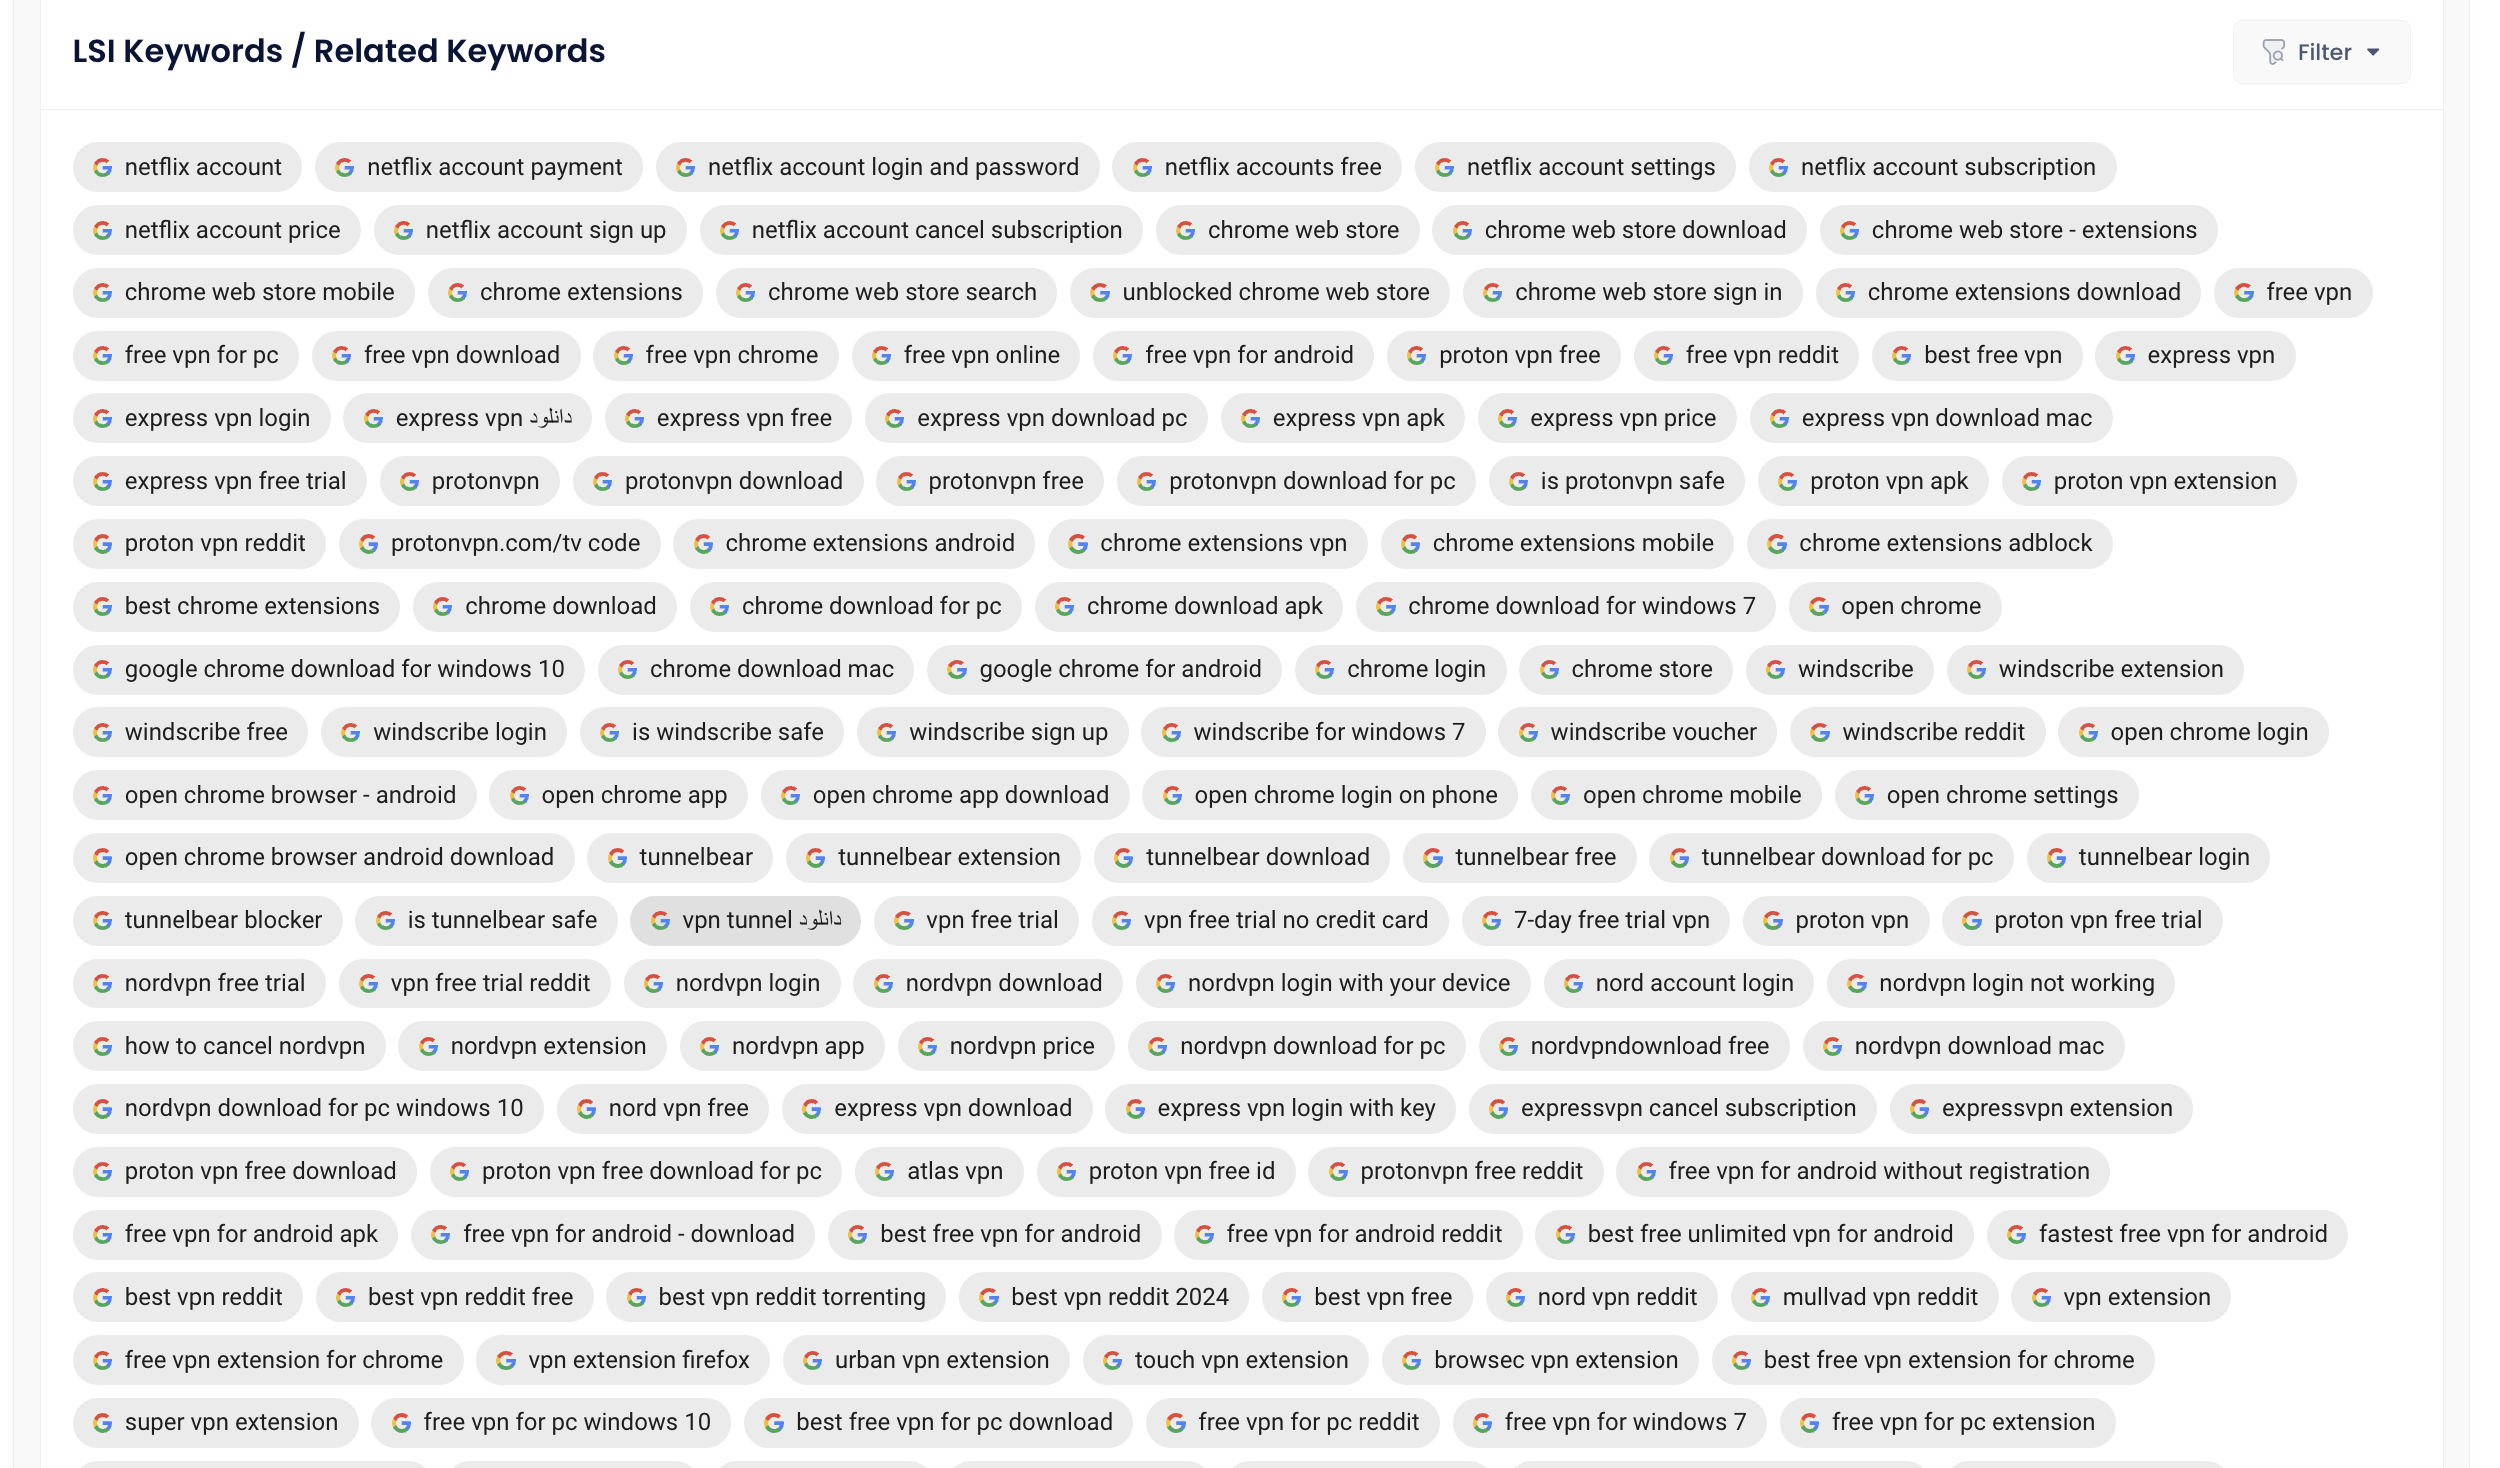 LSI Keywords / Related Keywords
Filter
netflix account netflix account payment netflix account login and password netflix accounts free netflix account settings netflix account subscription
netflix account price netflix account sign up netflix account cancel subscription chrome web store chrome web store download chrome web store - extensions
chrome web store mobile chrome extensions chrome web store search unblocked chrome web store chrome web store sign in chrome extensions download free vpn
free vpn for pc free vpn download free vpn chrome free vpn online free vpn for android proton vpn free free vpn reddit best free vpn express vpn
express vpn login express vpn دانلود express vpn free express vpn download pc express vpn apk express vpn price express vpn download mac
express vpn free trial protonvpn protonvpn download protonvpn free protonvpn download for pc is protonvpn safe proton vpn apk proton vpn extension
proton vpn reddit protonvpn.com/tv code chrome extensions android chrome extensions vpn chrome extensions mobile chrome extensions adblock
best chrome extensions chrome download chrome download for pc chrome download apk chrome download for windows 7 open chrome
google chrome download for windows 10 chrome download mac google chrome for android chrome login chrome store windscribe windscribe extension
windscribe free windscribe login is windscribe safe windscribe sign up windscribe for windows 7 windscribe voucher windscribe reddit open chrome login
open chrome browser - android open chrome app open chrome app download open chrome login on phone open chrome mobile open chrome settings
open chrome browser android download tunnelbear tunnelbear extension tunnelbear download tunnelbear free tunnelbear download for pc tunnelbear login
tunnelbear blocker is tunnelbear safe vpn tunnel دانلود vpn free trial vpn free trial no credit card 7-day free trial vpn proton vpn proton vpn free trial
nordvpn free trial vpn free trial reddit nordvpn login nordvpn download nordvpn login with your device nord account login nordvpn login not working
how to cancel nordvpn nordvpn extension nordvpn app nordvpn price nordvpn download for pc nordvpndownload free nordvpn download mac
nordvpn download for pc windows 10 nord vpn free express vpn download express vpn login with key expressvpn cancel subscription expressvpn extension
proton vpn free download proton vpn free download for pc atlas vpn proton vpn free id protonvpn free reddit free vpn for android without registration
free vpn for android apk free vpn for android - download best free vpn for android free vpn for android reddit best free unlimited vpn for android fastest free vpn for android
best vpn reddit best vpn reddit free best vpn reddit torrenting best vpn reddit 2024 best vpn free nord vpn reddit mullvad vpn reddit vpn extension
free vpn extension for chrome vpn extension firefox urban vpn extension touch vpn extension browsec vpn extension best free vpn extension for chrome
super vpn extension free vpn for pc windows 10 best free vpn for pc download free vpn for pc reddit free vpn for windows 7 free vpn for pc extension